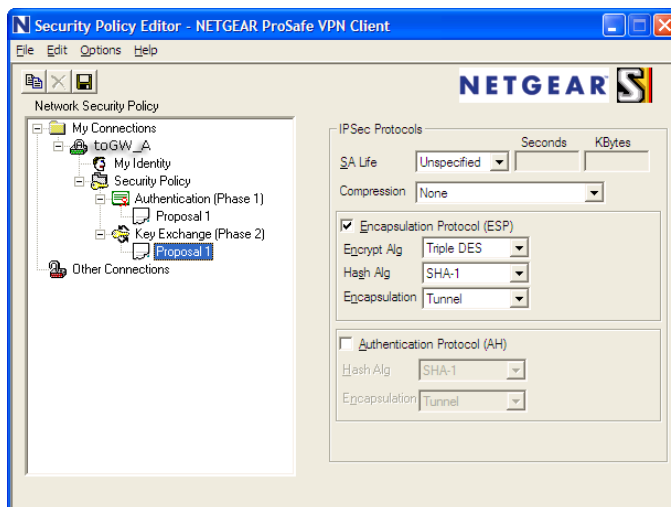 Security Policy Editor - NETGEAR ProSafe VPN Client
File Edit Options Help
NETGEAR
Network Security Policy
My Connections
toGW_A
My Identity
Security Policy
Authentication (Phase 1)
Proposal 1
Key Exchange (Phase 2)
Proposal 1
Other Connections
IPSec Protocols
Seconds KBytes
SA Life Unspecified
Compression None
Encapsulation Protocol (ESP)
Encrypt Alg Triple DES
Hash Alg SHA-1
Encapsulation Tunnel
Authentication Protocol (AH)
Hash Alg SHA-1
Encapsulation Tunnel